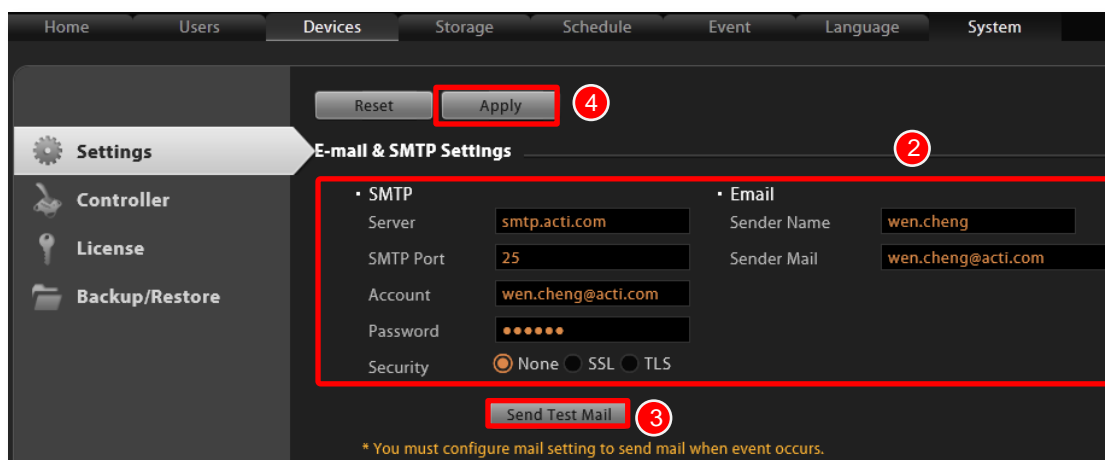 Home Users Devices Storage Schedule Event Language System
Reset Apply 4
Settings
E-mail & SMTP Settings 2
Controller
License
Backup/Restore
• SMTP
Server smtp.acti.com
SMTP Port 25
Account wen.cheng@acti.com
Password ••••••
Security None SSL TLS
• Email
Sender Name wen.cheng
Sender Mail wen.cheng@acti.com
Send Test Mail 3
* You must configure mail setting to send mail when event occurs.